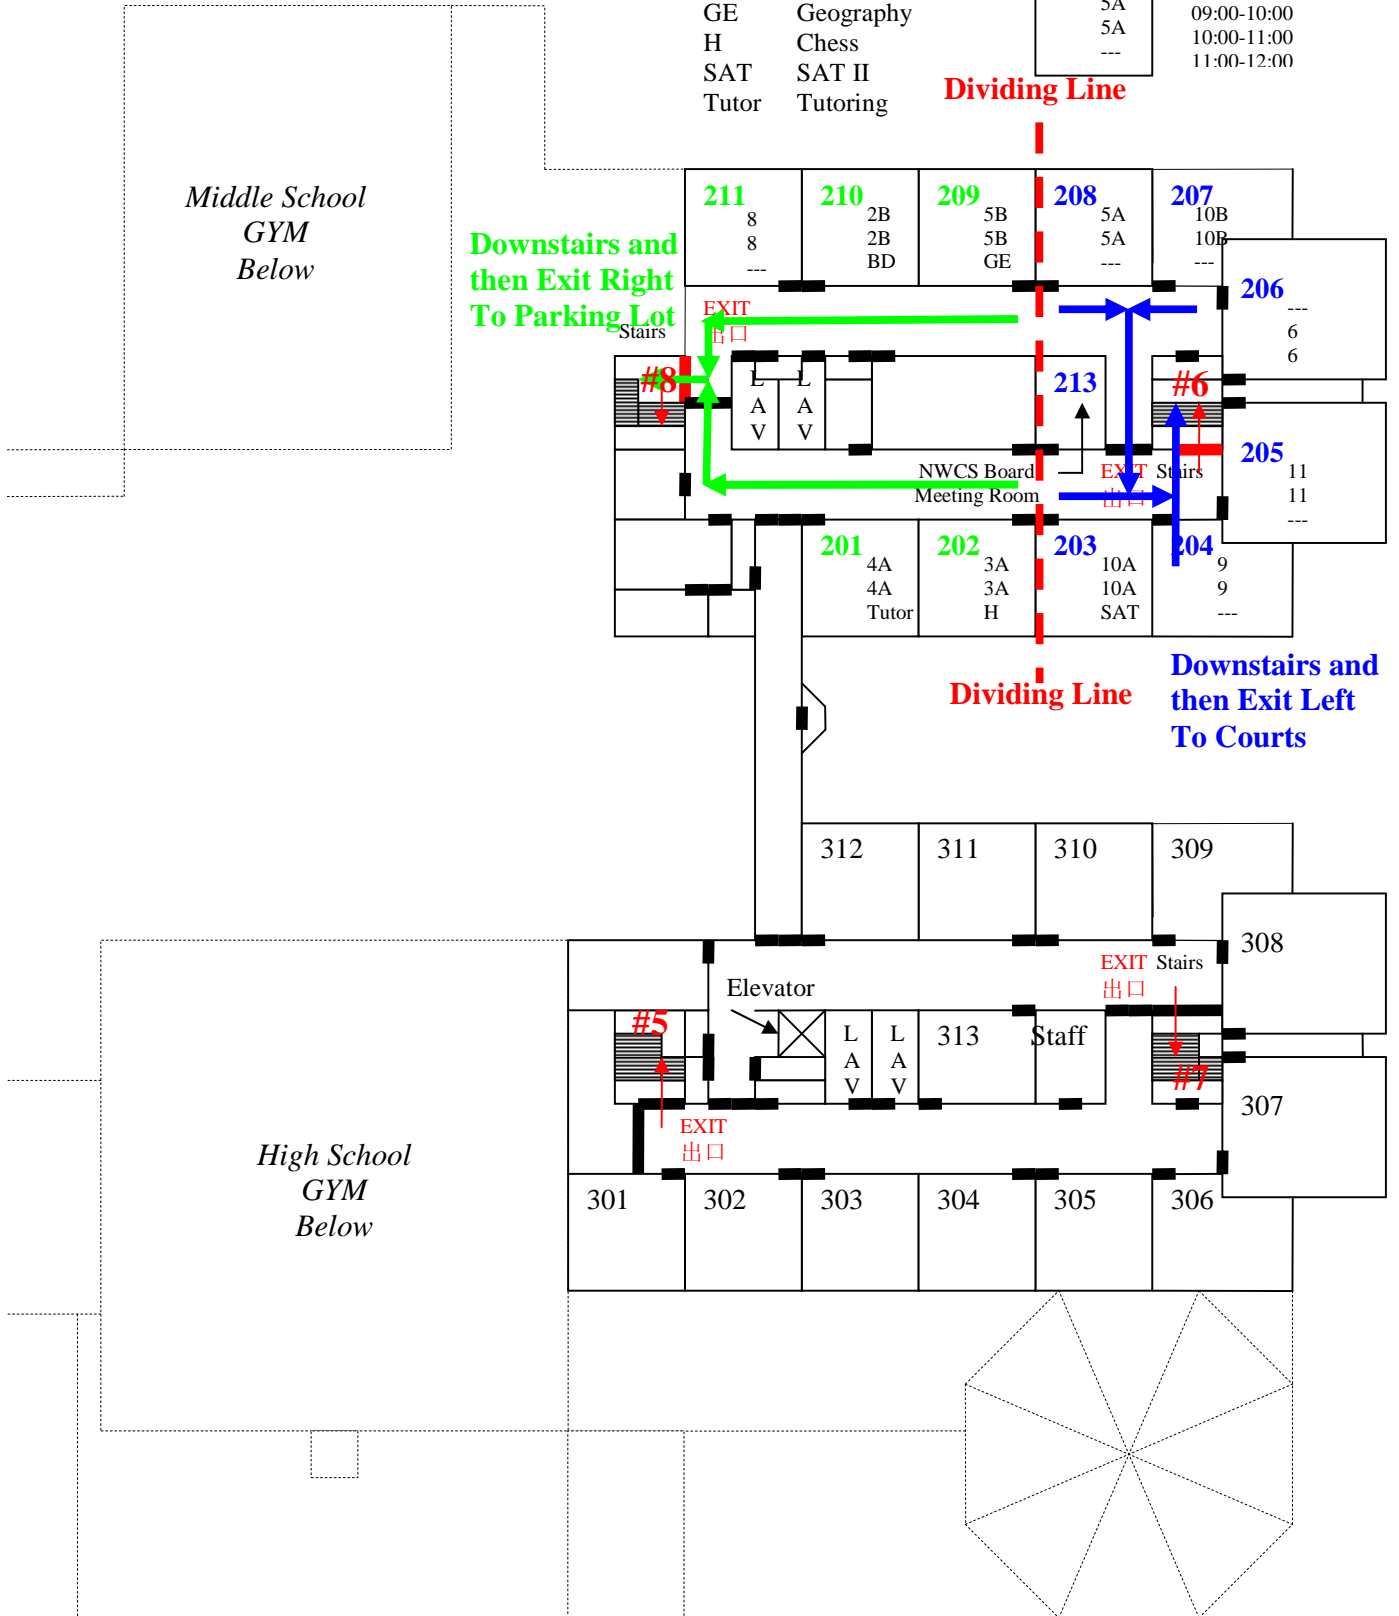 GE Geography
H Chess
SAT SAT II
Tutor Tutoring
5A
5A
---
09:00-10:00
10:00-11:00
11:00-12:00
Dividing Line
Middle School
GYM
Below
Downstairs and
then Exit Right
To Parking Lot
211
8
8
---
210
2B
2B
BD
209
5B
5B
GE
208
5A
5A
---
207
10B
10B
---
206
---
6
6
EXIT
出口
Stairs
#8
L
A
V
L
A
V
213
#6
205
11
11
---
NWCS Board
Meeting Room
EXIT
出口
Stairs
201
4A
4A
Tutor
202
3A
3A
H
203
10A
10A
SAT
204
9
9
---
Dividing Line
Downstairs and
then Exit Left
To Courts
312
311
310
309
308
EXIT
出口
Stairs
Elevator
#5
L
A
V
L
A
V
313
Staff
#7
307
EXIT
出口
High School
GYM
Below
301
302
303
304
305
306